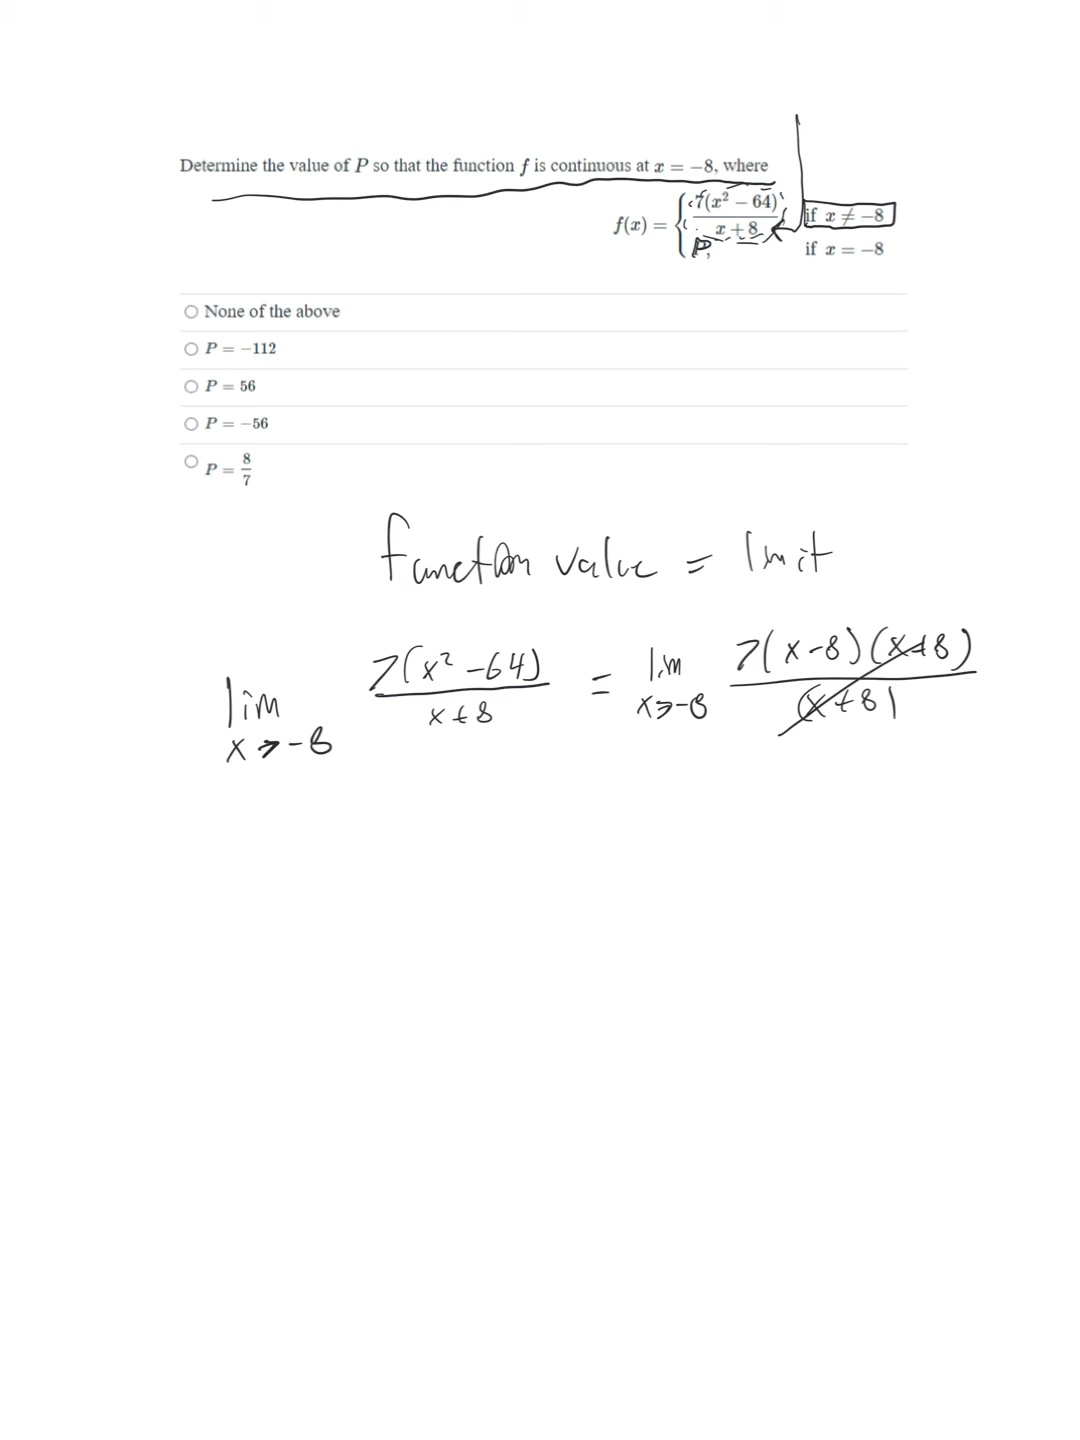 Determine the value of P so that the function f is continuous at x = −8, where
f(x) = { 7(x² − 64) / x + 8, if x ≠ −8
P, if x = −8
None of the above
P = −112
P = 56
P = −56
P = 8/7
function value = limit
lim x→-8 7(x² -64) / x+8 = lim x→-8 7(x-8)(x+8) / (x+8)